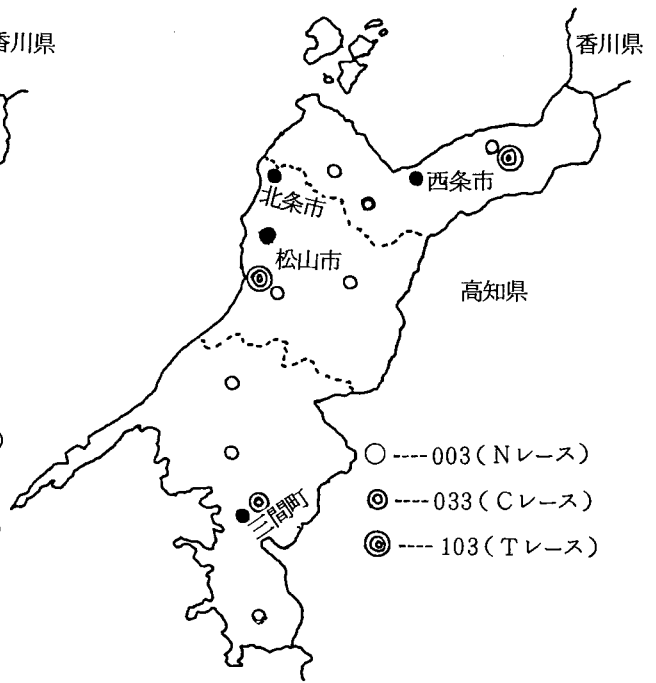 香川県
香川県
西条市
北条市
松山市
高知県
三間町
○----003(Nレース)
◎----033(Cレース)
----103(Tレース)